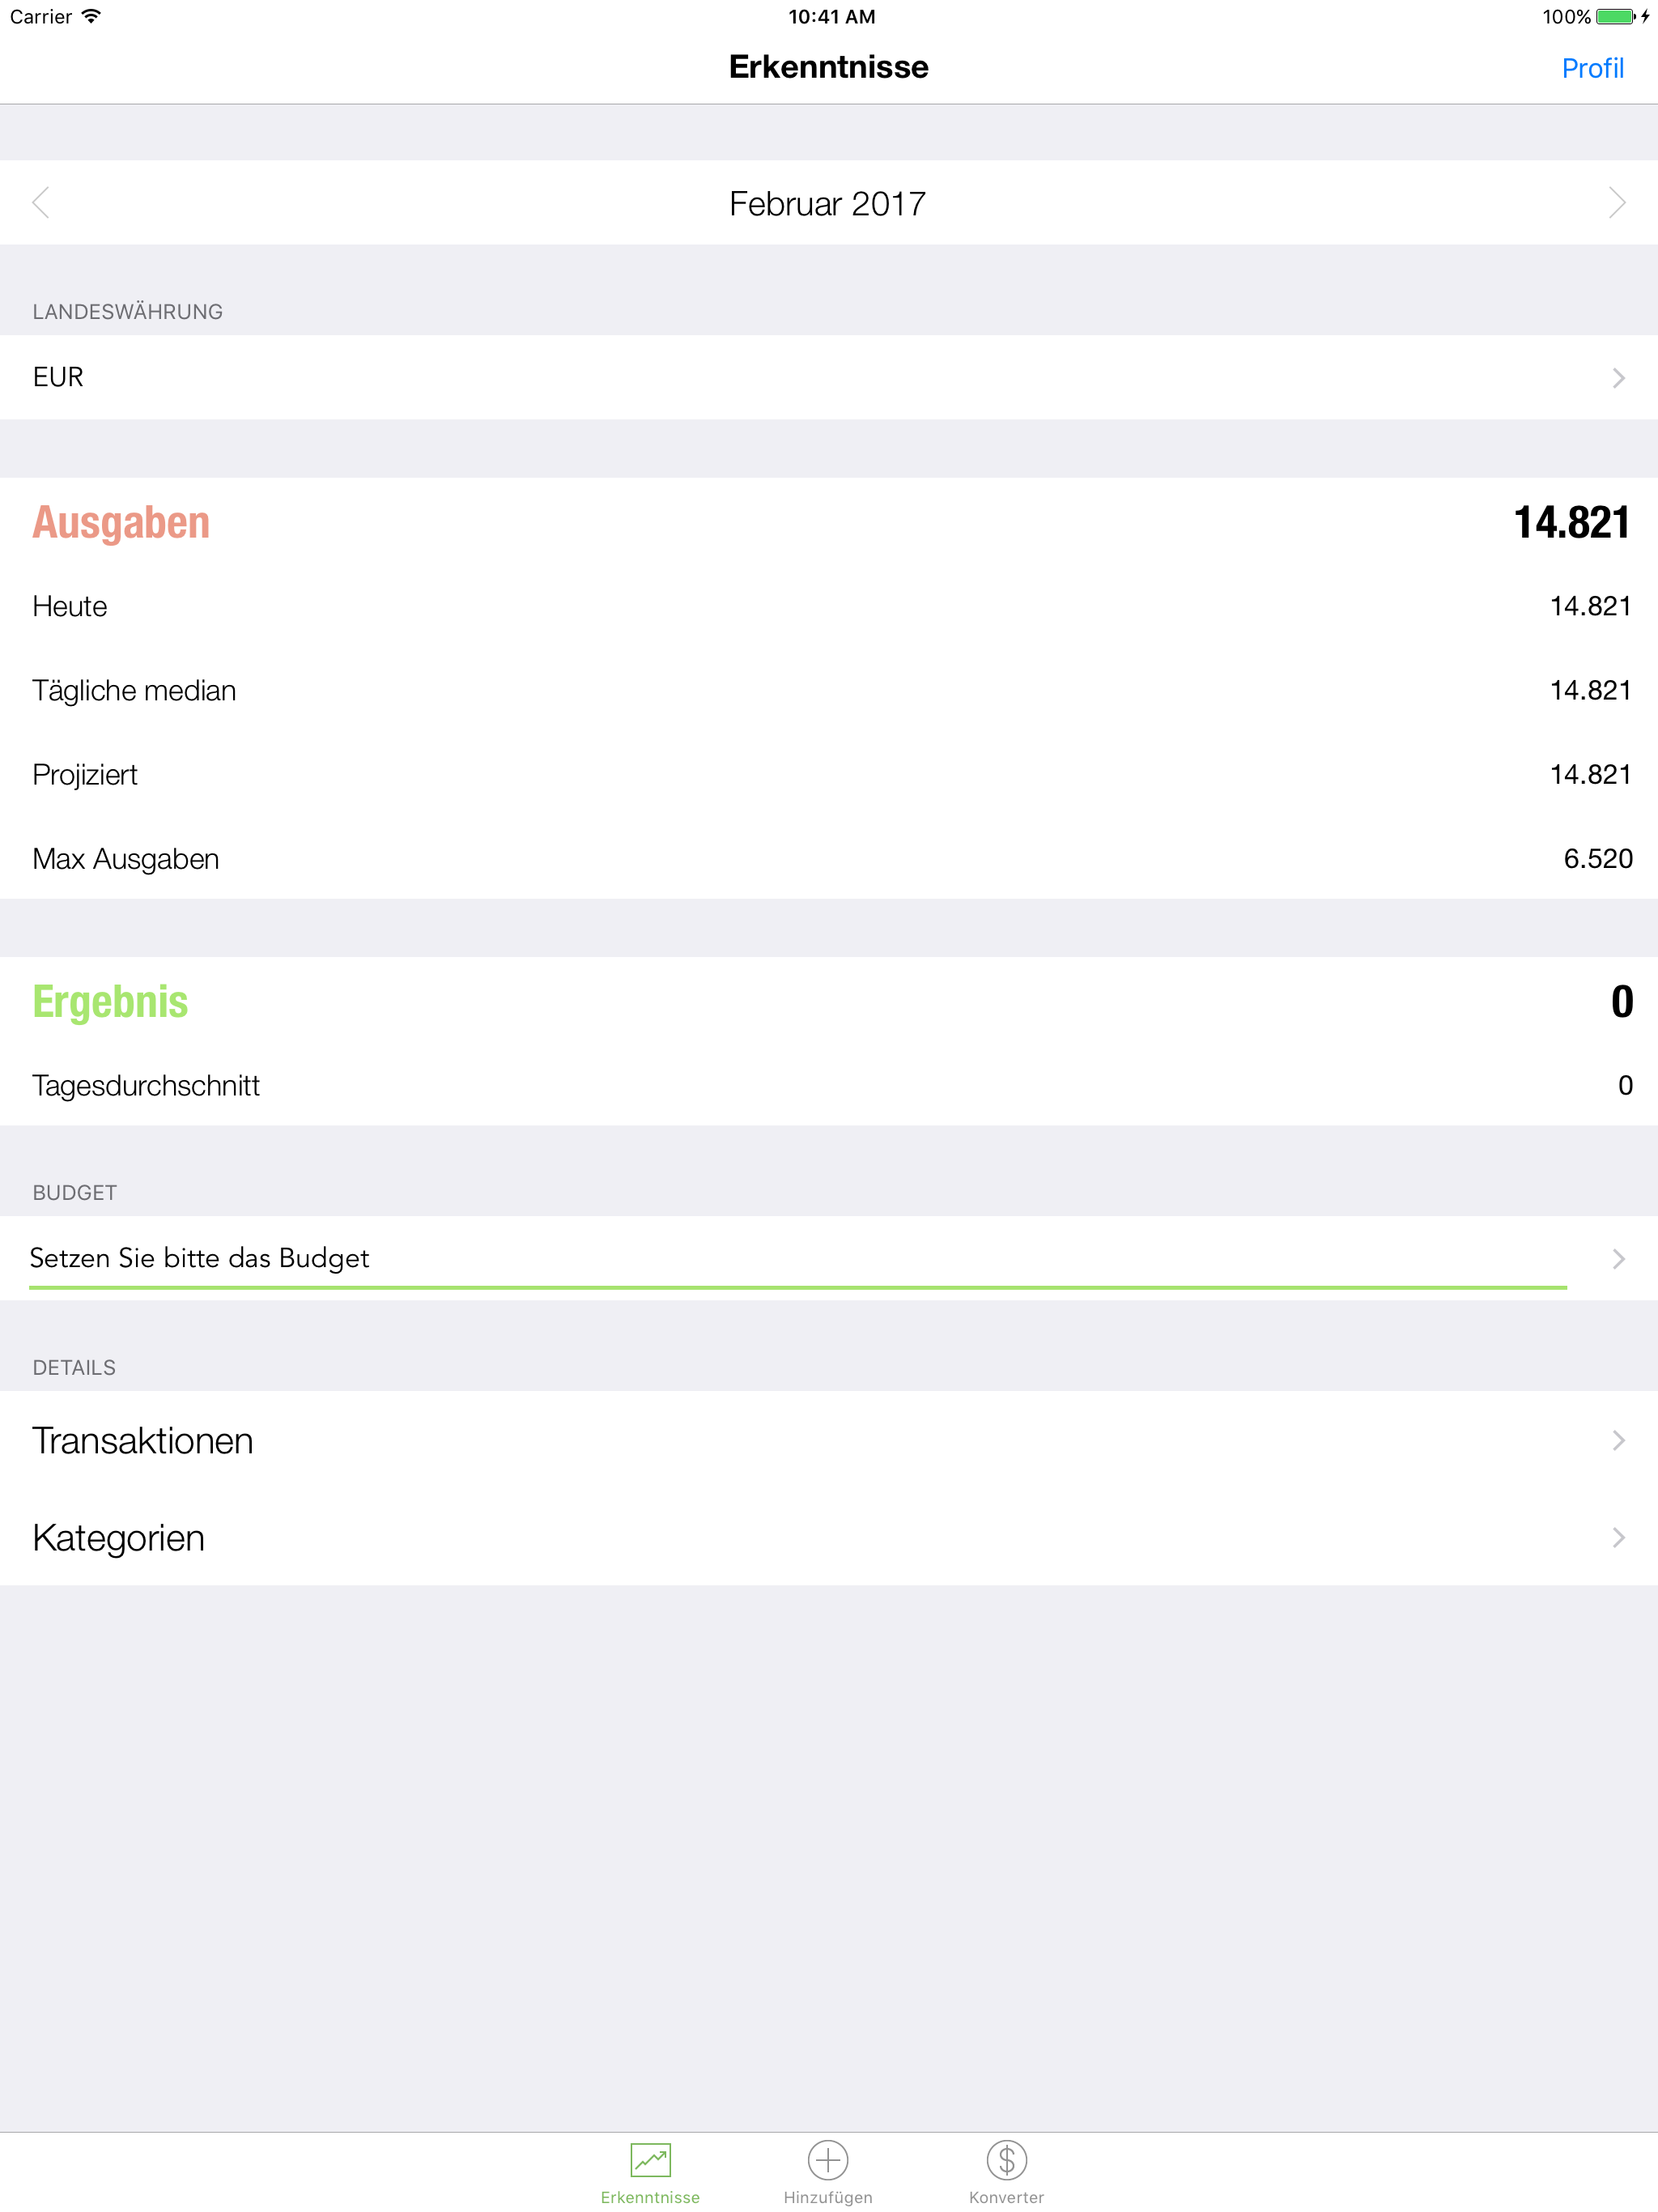 Carrier 10:41 AM 100%
Erkenntnisse Profil
Februar 2017
LANDESWÄHRUNG
EUR
Ausgaben 14.821
Heute 14.821
Tägliche median 14.821
Projiziert 14.821
Max Ausgaben 6.520
Ergebnis 0
Tagesdurchschnitt 0
BUDGET
Setzen Sie bitte das Budget
DETAILS
Transaktionen
Kategorien
Erkenntnisse Hinzufügen Konverter